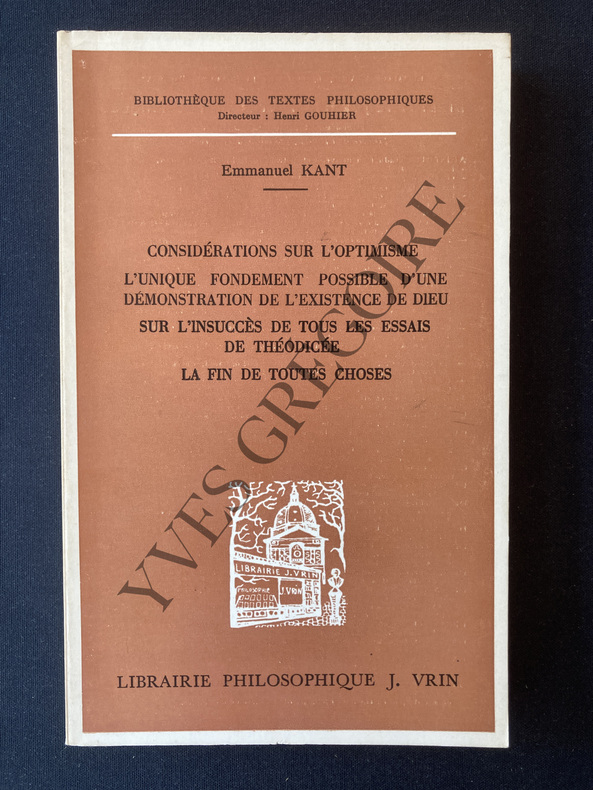 BIBLIOTHÈQUE DES TEXTES PHILOSOPHIQUES
Directeur : Henri GOUHIER
Emmanuel KANT
CONSIDÉRATIONS SUR L'OPTIMISME
L'UNIQUE FONDEMENT POSSIBLE D'UNE
DÉMONSTRATION DE L'EXISTENCE DE DIEU
SUR L'INSUCCÈS DE TOUS LES ESSAIS
DE THÉODICÉE
LA FIN DE TOUTES CHOSES
YVES GRÉGOIRE
LIBRAIRIE J. VRIN
PHILOSOPHIE
J. VRIN
LIBRAIRIE PHILOSOPHIQUE J. VRIN